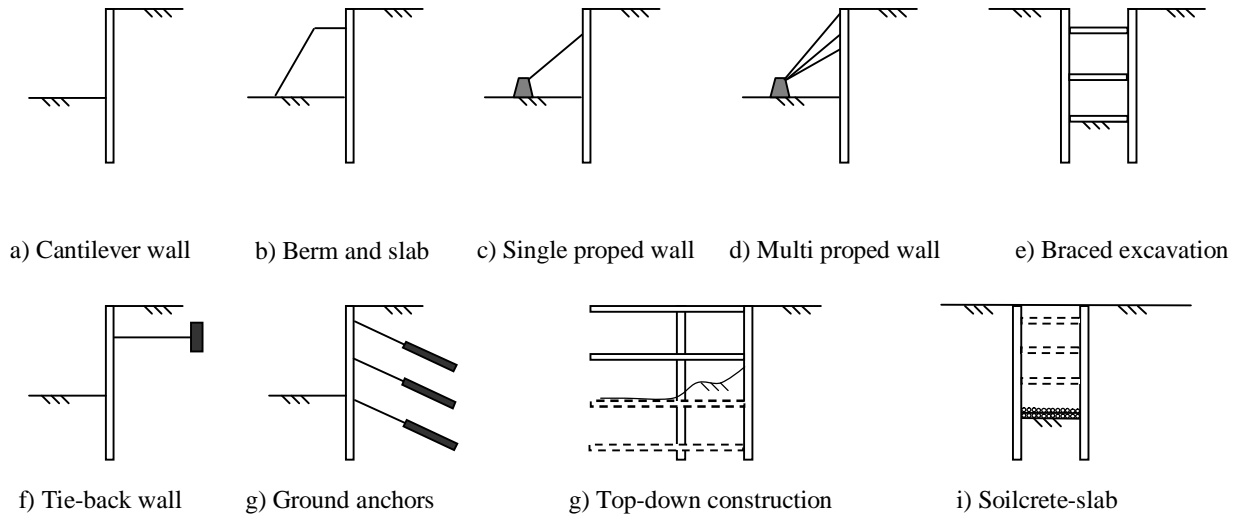 a) Cantilever wall
b) Berm and slab
c) Single proped wall
d) Multi proped wall
e) Braced excavation
f) Tie-back wall
g) Ground anchors
g) Top-down construction
i) Soilcrete-slab